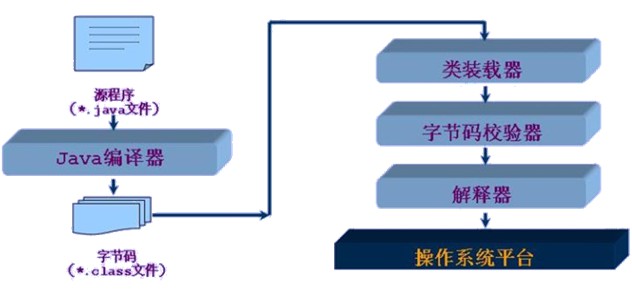 源程序
(*.java文件)
Java编译器
字节码
(*.class文件)
类装载器
字节码校验器
解释器
操作系统平台